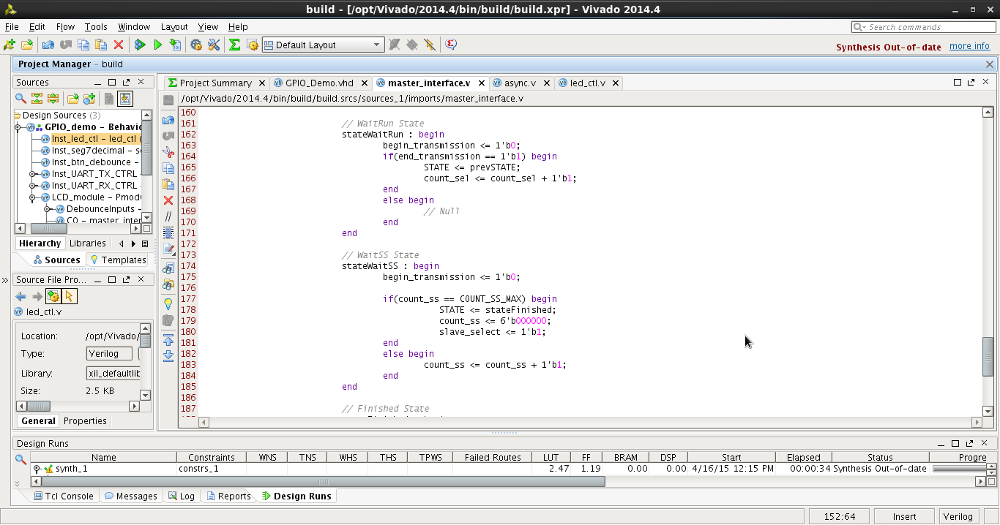 build - [/opt/Vivado/2014.4/bin/build/build.xpr] - Vivado 2014.4
File Edit Flow Tools Window Layout View Help
Search commands
Default Layout
Synthesis Out-of-date more info
Project Manager - build
Sources
Project Summary GPIO_Demo.vhd master_interface.v async.v led_ctl.v
/opt/Vivado/2014.4/bin/build/build.srcs/sources_1/imports/master_interface.v
Design Sources (3)
GPIO_demo - Behavio
Inst_led_ctl - led_ctl (
Inst_seg7decimal - se
Inst_btn_debounce -
Inst_UART_TX_CTRL
Inst_UART_RX_CTRL
LCD_module - Pmod
DebounceInputs -
C0 - master_inter
Hierarchy Libraries
Sources Templates
Source File Pro...
led_ctl.v
Location: /opt/Vivado/
Type: Verilog
Library: xil_defaultlib
Size: 2.5 KB
General Properties
160
161 // WaitRun State
162 stateWaitRun : begin
163 begin_transmission <= 1'b0;
164 if(end_transmission == 1'b1) begin
165 STATE <= prevSTATE;
166 count_sel <= count_sel + 1'b1;
167 end
168 else begin
169 // Null
170 end
171 end
172
173 // WaitSS State
174 stateWaitSS : begin
175 begin_transmission <= 1'b0;
176
177 if(count_ss == COUNT_SS_MAX) begin
178 STATE <= stateFinished;
179 count_ss <= 6'b000000;
180 slave_select <= 1'b1;
181 end
182 else begin
183 count_ss <= count_ss + 1'b1;
184 end
185 end
186
187 // Finished State
Design Runs
Name Constraints WNS TNS WHS THS TPWS Failed Routes LUT FF BRAM DSP Start Elapsed Status Progre
synth_1 constrs_1 2.47 1.19 0.00 0.00 4/16/15 12:15 PM 00:00:34 Synthesis Out-of-date
Tcl Console Messages Log Reports Design Runs
152:64 Insert Verilog